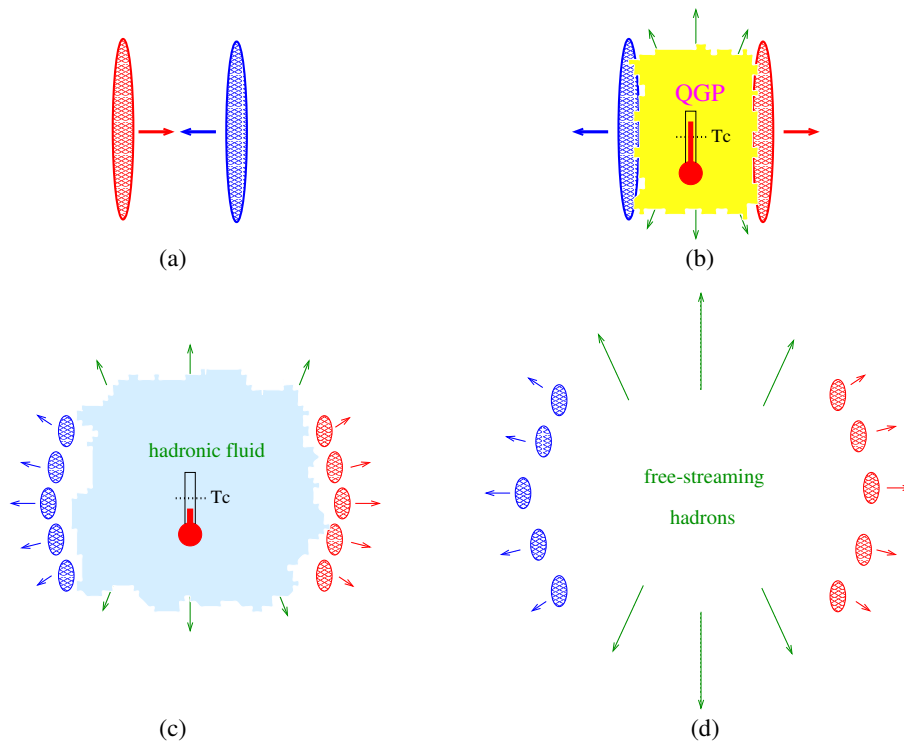 QGP
Tc
(a)
(b)
hadronic fluid
Tc
free-streaming
hadrons
(c)
(d)